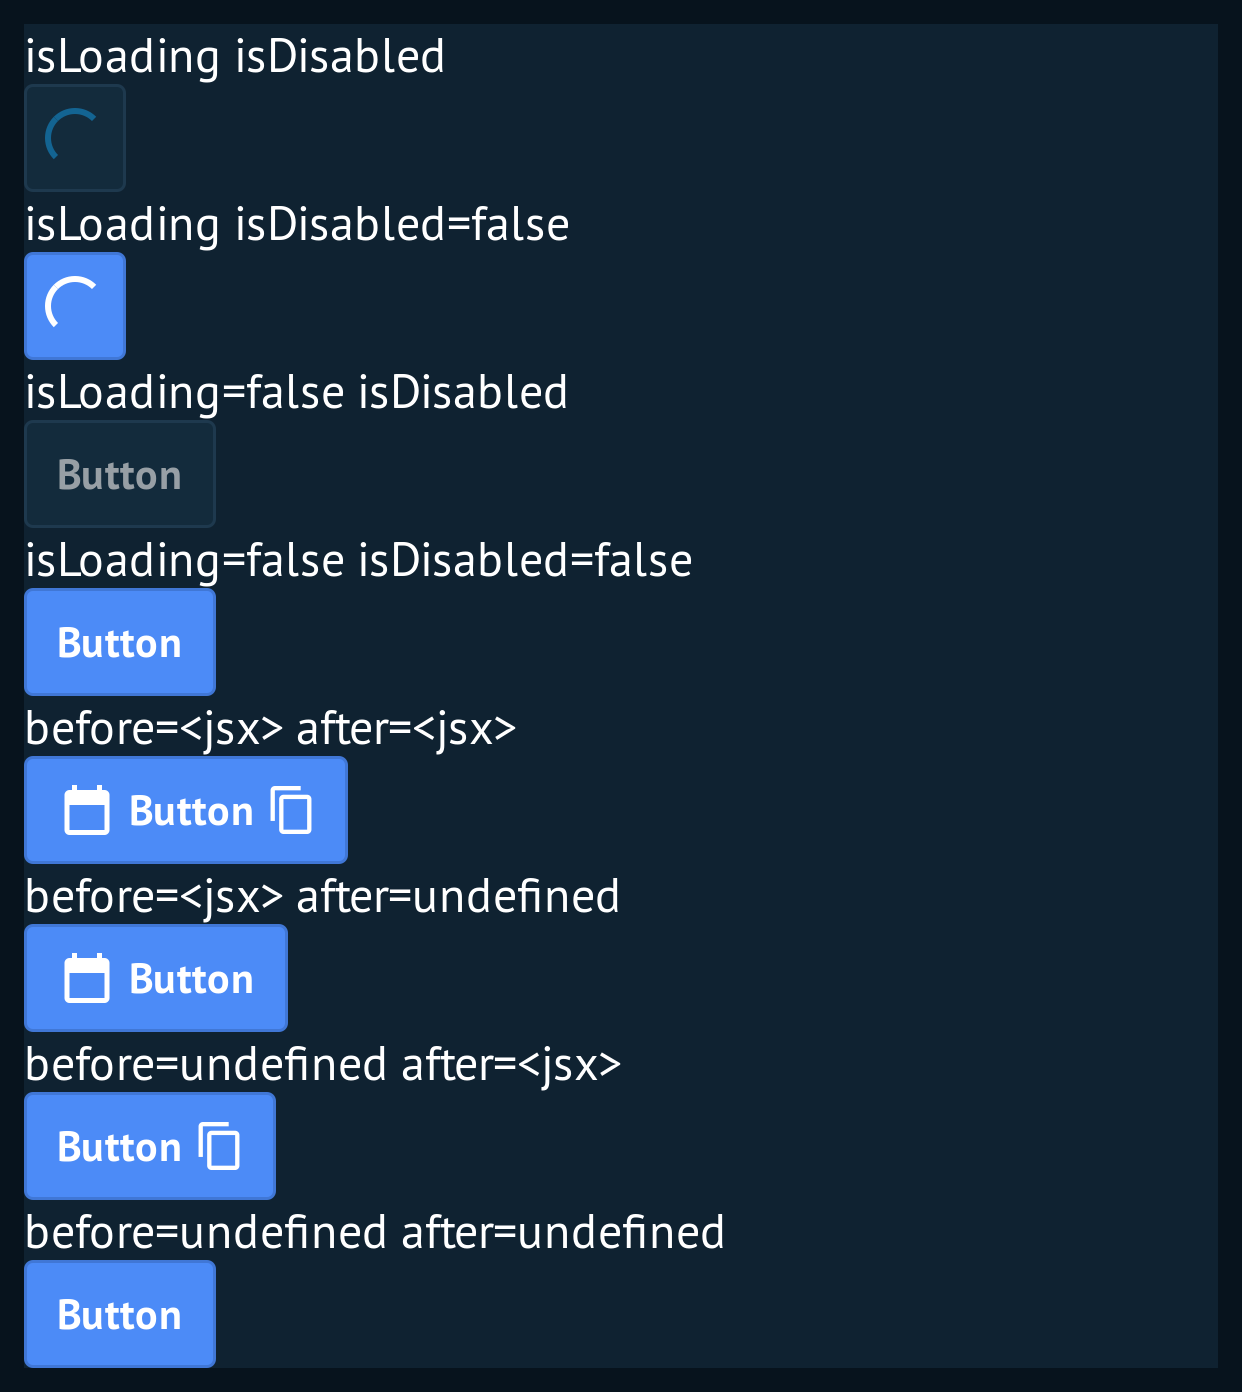 isLoading isDisabled
isLoading isDisabled=false
isLoading=false isDisabled
Button
isLoading=false isDisabled=false
Button
before=<jsx> after=<jsx>
Button
before=<jsx> after=undefined
Button
before=undefined after=<jsx>
Button
before=undefined after=undefined
Button